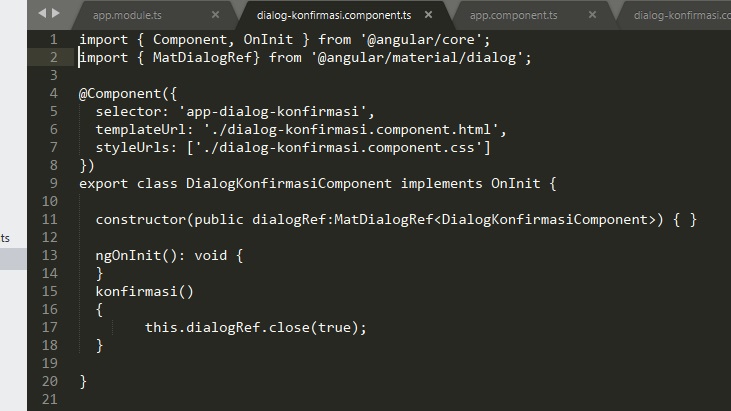 app.module.ts × dialog-konfirmasi.component.ts × app.component.ts × dialog-konfirmasi.co
1 import { Component, OnInit } from '@angular/core';
2 import { MatDialogRef} from '@angular/material/dialog';
3
4 @Component({
5   selector: 'app-dialog-konfirmasi',
6   templateUrl: './dialog-konfirmasi.component.html',
7   styleUrls: ['./dialog-konfirmasi.component.css']
8 })
9 export class DialogKonfirmasiComponent implements OnInit {
10
11   constructor(public dialogRef:MatDialogRef<DialogKonfirmasiComponent>) { }
ts
12
13   ngOnInit(): void {
14   }
15   konfirmasi()
16   {
17         this.dialogRef.close(true);
18   }
19
20 }
21